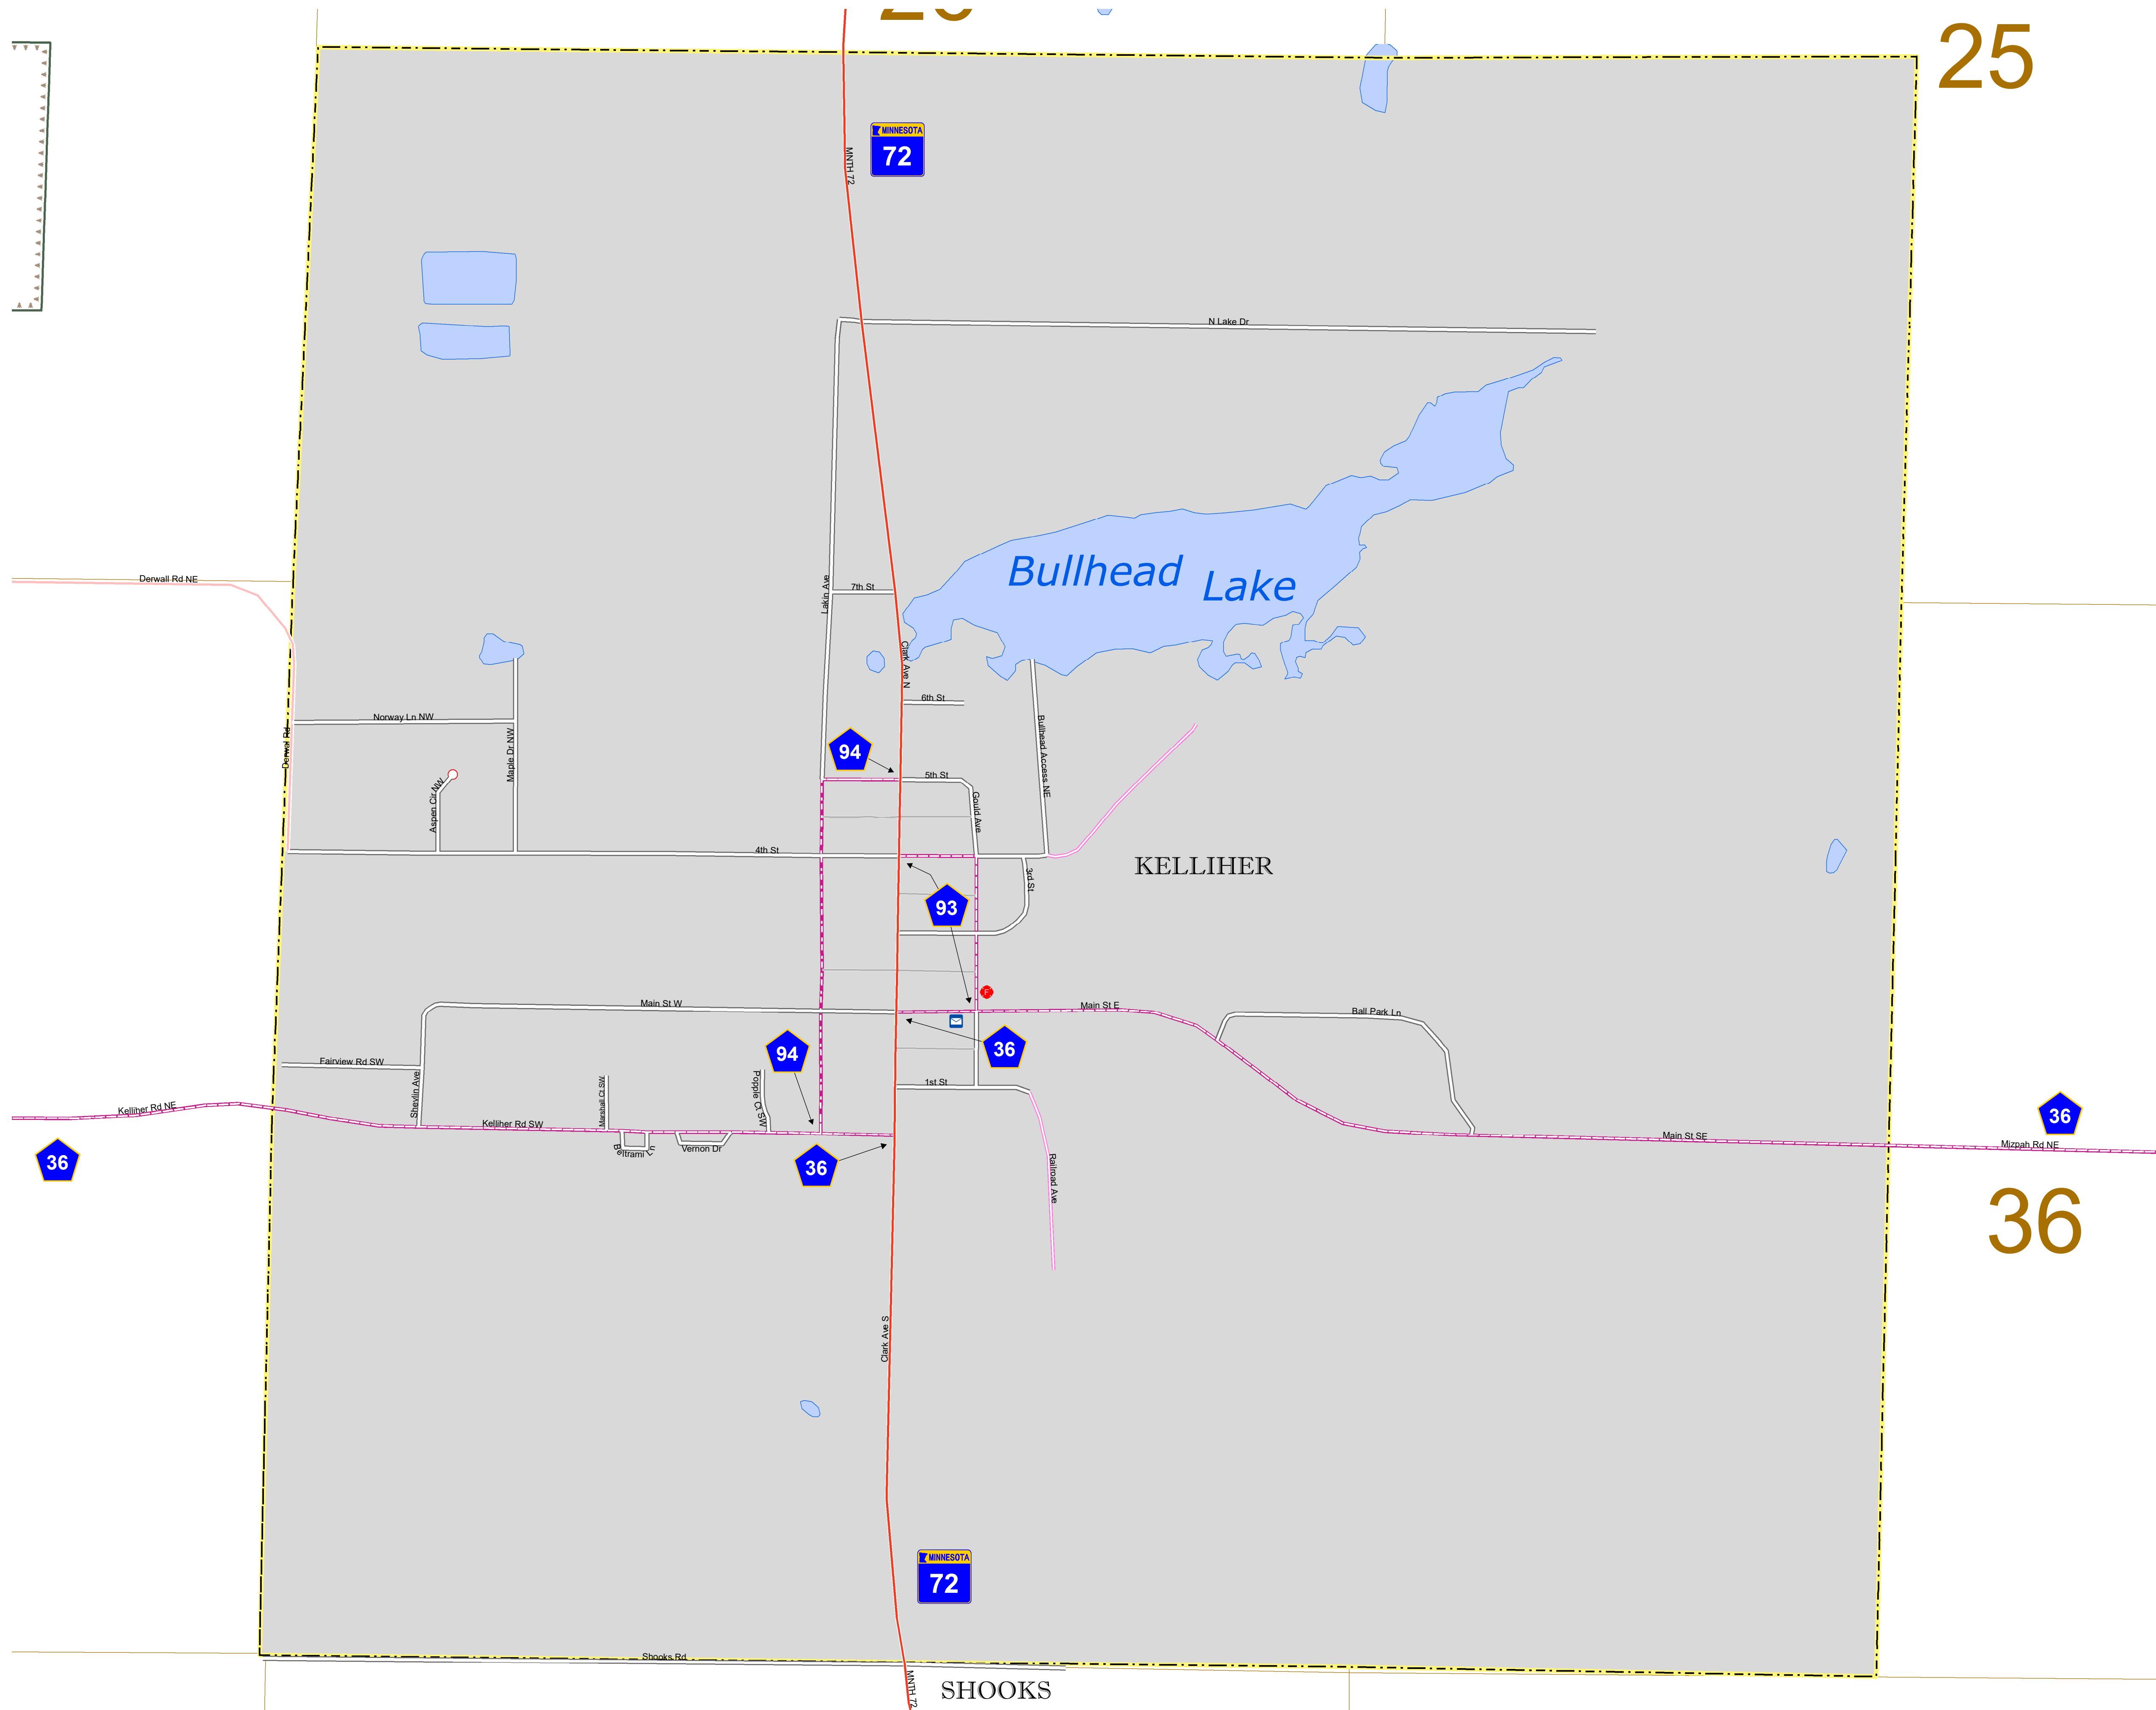 25
MINNESOTA
72
MNTH 72
N Lake Dr
Bullhead Lake
Derwall Rd NE
7th St
Lakin Ave
Clark Ave N
6th St
Norway Ln NW
Maple Dr NW
Derwal Rd
Bullhead Access NE
94
5th St
Aspen Cir NW
Gould Ave
4th St
KELLIHER
3rd St
93
F
Main St W
Main St E
Ball Park Ln
36
94
Fairview Rd SW
Shevlin Ave
Marshall Ct SW
Popple Ct SW
1st St
Kelliher Rd NE
Kelliher Rd SW
Main St SE
36
Mizpah Rd NE
36
Beltrami Ln
Vernon Dr
36
Railroad Ave
36
Clark Ave S
MINNESOTA
72
Shooks Rd
MNTH 72
SHOOKS